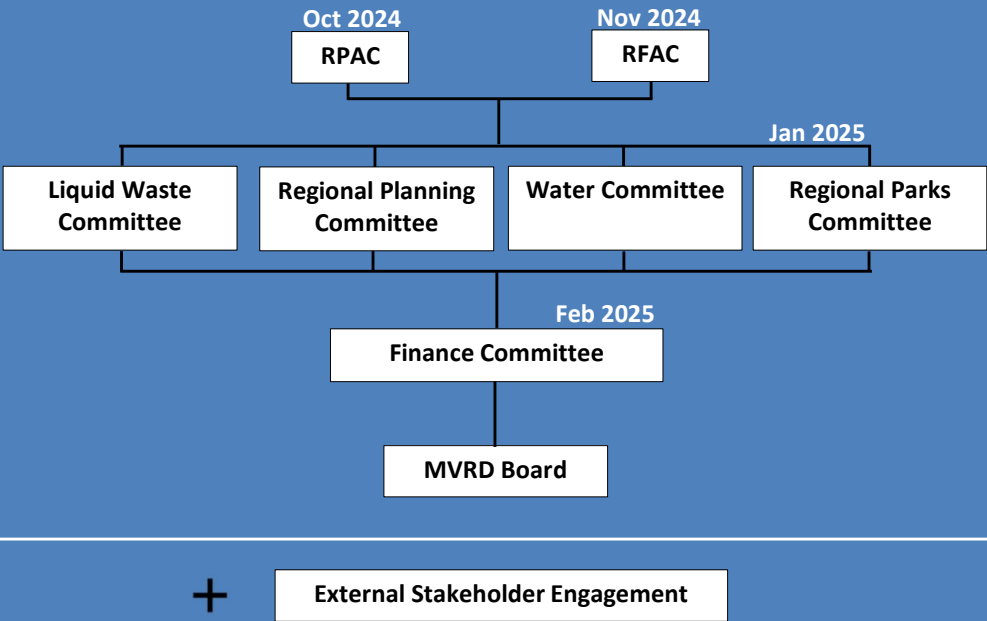 Oct 2024
Nov 2024
RPAC
RFAC
Jan 2025
Liquid Waste
Committee
Regional Planning
Committee
Water Committee
Regional Parks
Committee
Feb 2025
Finance Committee
MVRD Board
+ External Stakeholder Engagement